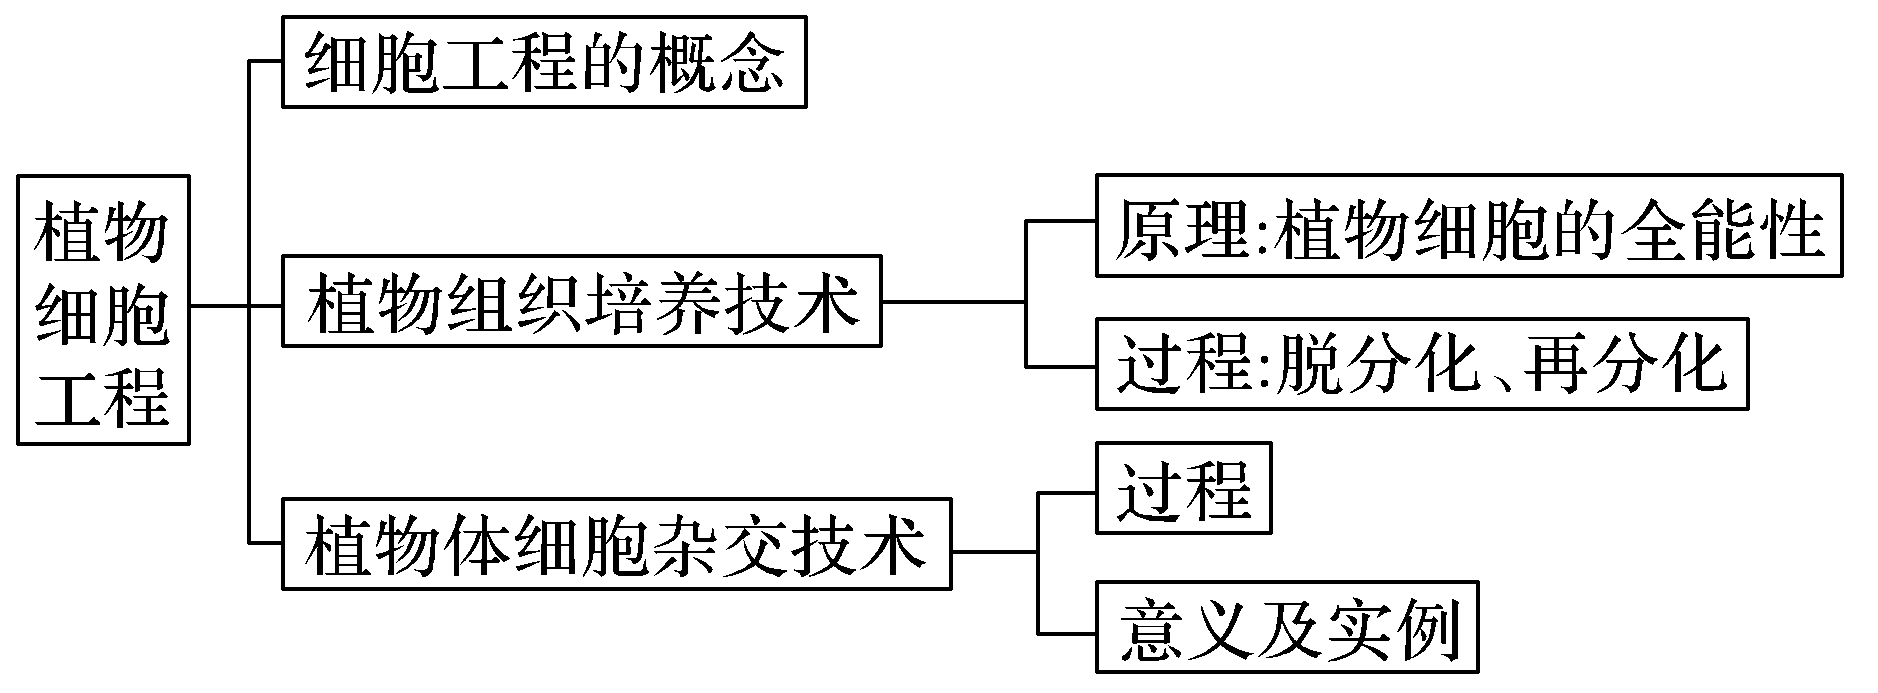 细胞工程的概念
植物
细胞
工程
植物组织培养技术
原理:植物细胞的全能性
过程:脱分化、再分化
植物体细胞杂交技术
过程
意义及实例